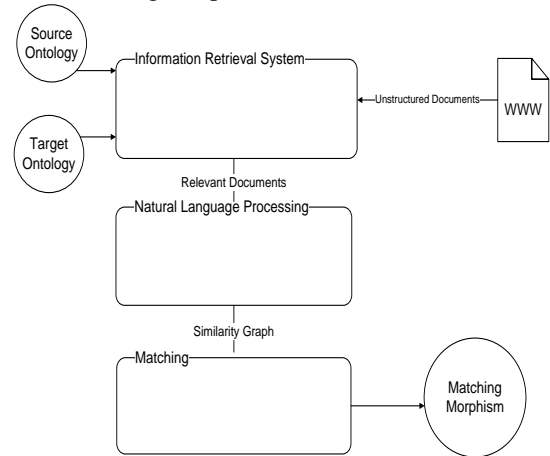 Source
Ontology
Information Retrieval System
Unstructured Documents
WWW
Target
Ontology
Relevant Documents
Natural Language Processing
Similarity Graph
Matching
Matching
Morphism